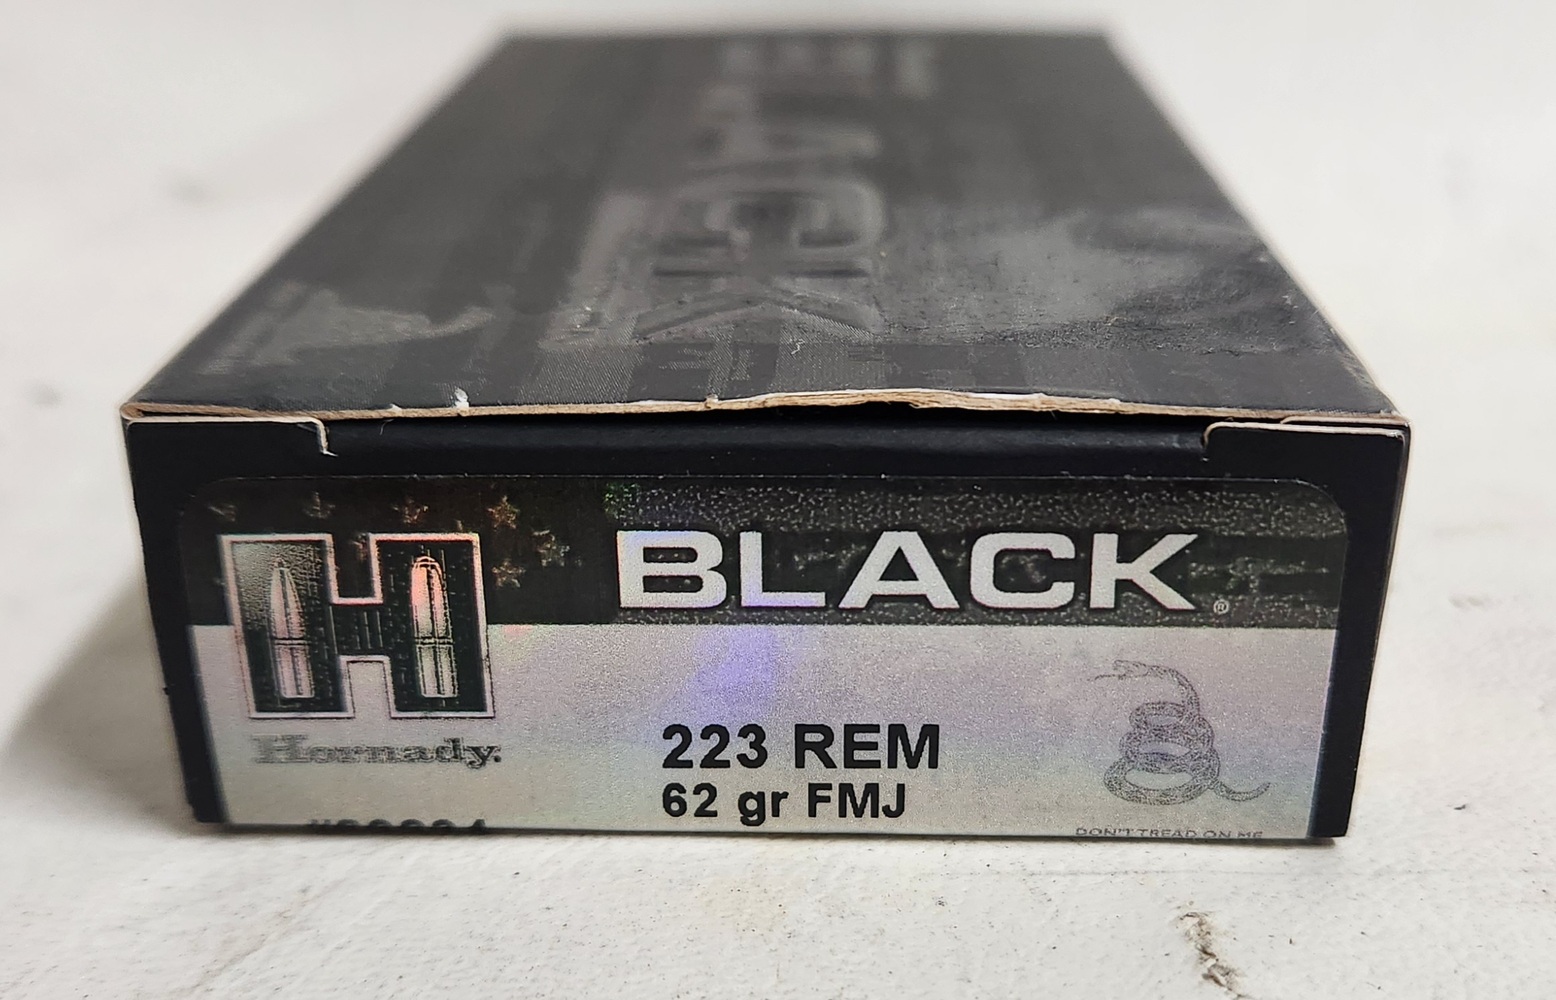 BLACK®
Hornady.
223 REM
62 gr FMJ
DON'T TREAD ON ME